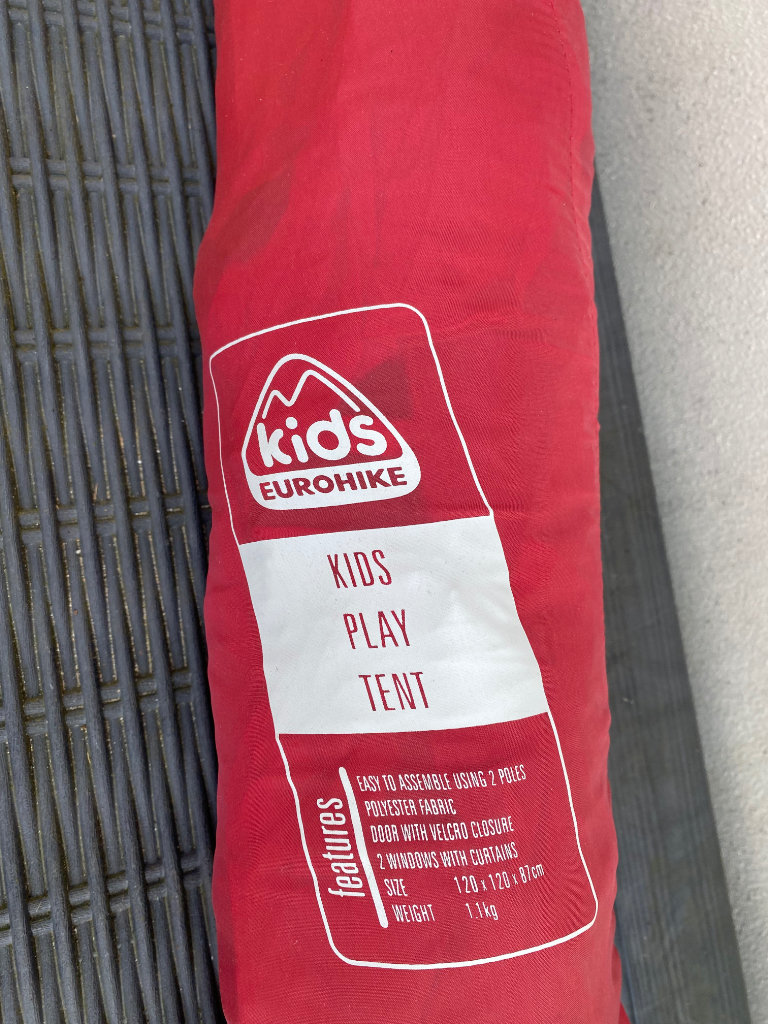 kids
EUROHIKE
KIDS
PLAY
TENT
features
EASY TO ASSEMBLE USING 2 POLES
POLYESTER FABRIC
DOOR WITH VELCRO CLOSURE
2 WINDOWS WITH CURTAINS
SIZE 120 x 120 x 87cm
WEIGHT 1.1kg